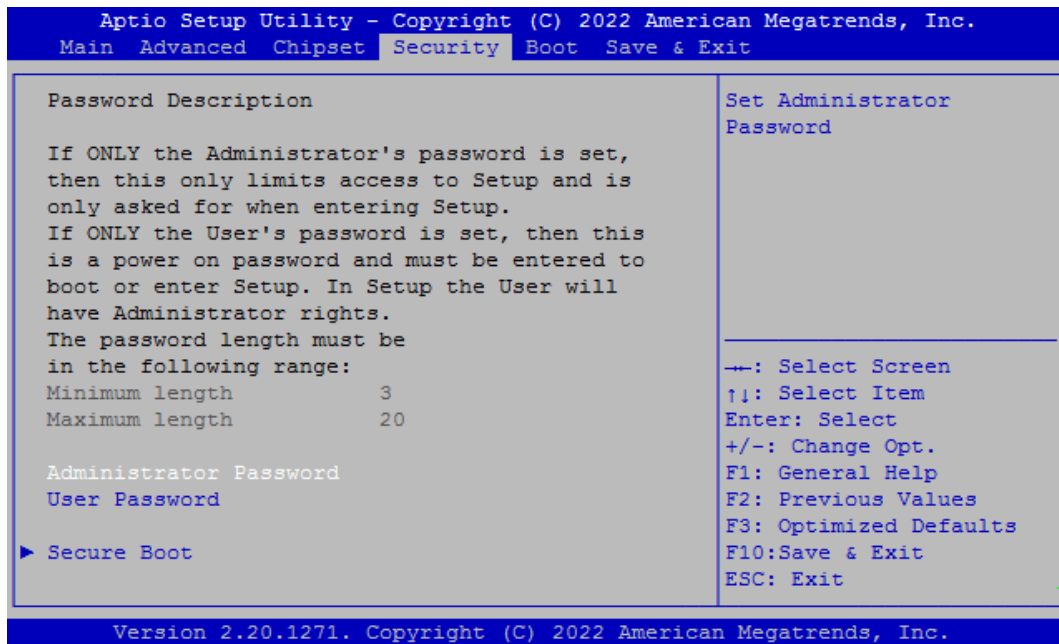 Aptio Setup Utility – Copyright (C) 2022 American Megatrends, Inc.
Main Advanced Chipset Security Boot Save & Exit
Password Description
If ONLY the Administrator's password is set,
then this only limits access to Setup and is
only asked for when entering Setup.
If ONLY the User's password is set, then this
is a power on password and must be entered to
boot or enter Setup. In Setup the User will
have Administrator rights.
The password length must be
in the following range:
Minimum length 3
Maximum length 20
Administrator Password
User Password
► Secure Boot
Set Administrator
Password
→←: Select Screen
↑↓: Select Item
Enter: Select
+/-: Change Opt.
F1: General Help
F2: Previous Values
F3: Optimized Defaults
F10:Save & Exit
ESC: Exit
Version 2.20.1271. Copyright (C) 2022 American Megatrends, Inc.